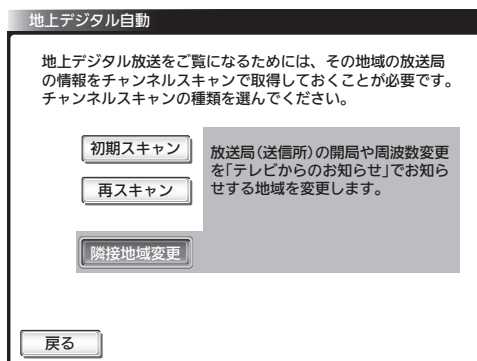 地上デジタル自動
地上デジタル放送をご覧になるためには、その地域の放送局
の情報をチャンネルスキャンで取得しておくことが必要です。
チャンネルスキャンの種類を選んでください。
初期スキャン
再スキャン
隣接地域変更
放送局(送信所)の開局や周波数変更
を「テレビからのお知らせ」でお知ら
せする地域を変更します。
戻る